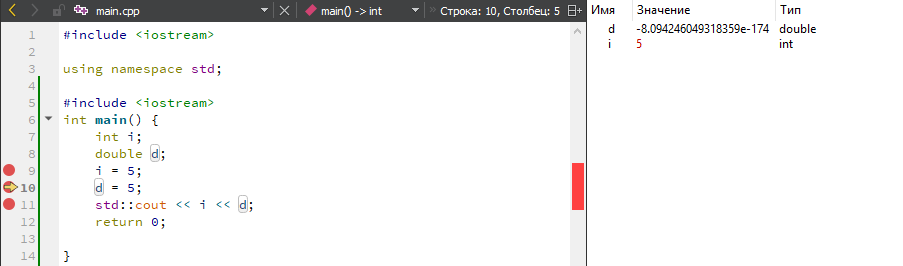 main.cpp main() -> int Строка: 10, Столбец: 5
1 #include <iostream>
2
3 using namespace std;
4
5 #include <iostream>
6 int main() {
7 int i;
8 double d;
9 i = 5;
10 d = 5;
11 std::cout << i << d;
12 return 0;
13
14 }
Имя Значение Тип
d -8.094246049318359e-174 double
i 5 int